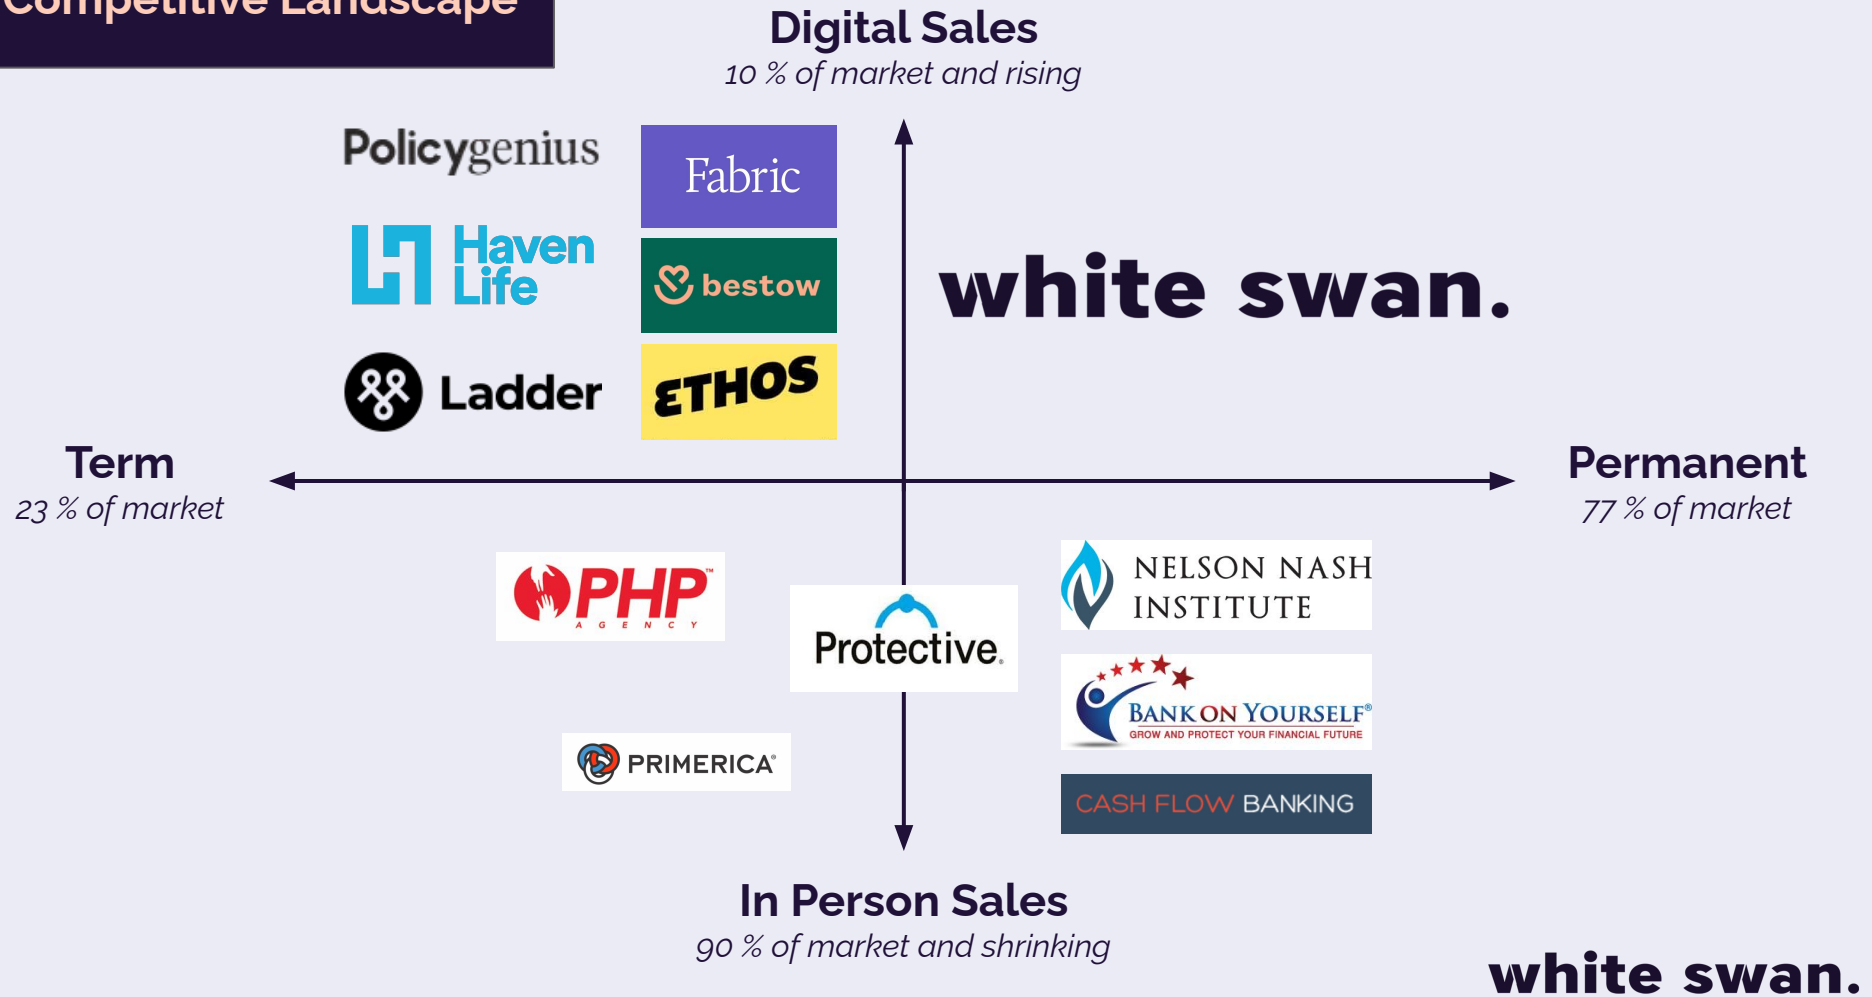 Competitive Landscape
Digital Sales
10 % of market and rising
Policygenius
Fabric
Haven
Life
bestow
white swan.
Ladder
ETHOS
Term
23 % of market
Permanent
77 % of market
PHP™
AGENCY
Protective®
NELSON NASH
INSTITUTE
BANK ON YOURSELF®
GROW AND PROTECT YOUR FINANCIAL FUTURE
PRIMERICA®
CASH FLOW BANKING
In Person Sales
90 % of market and shrinking
white swan.